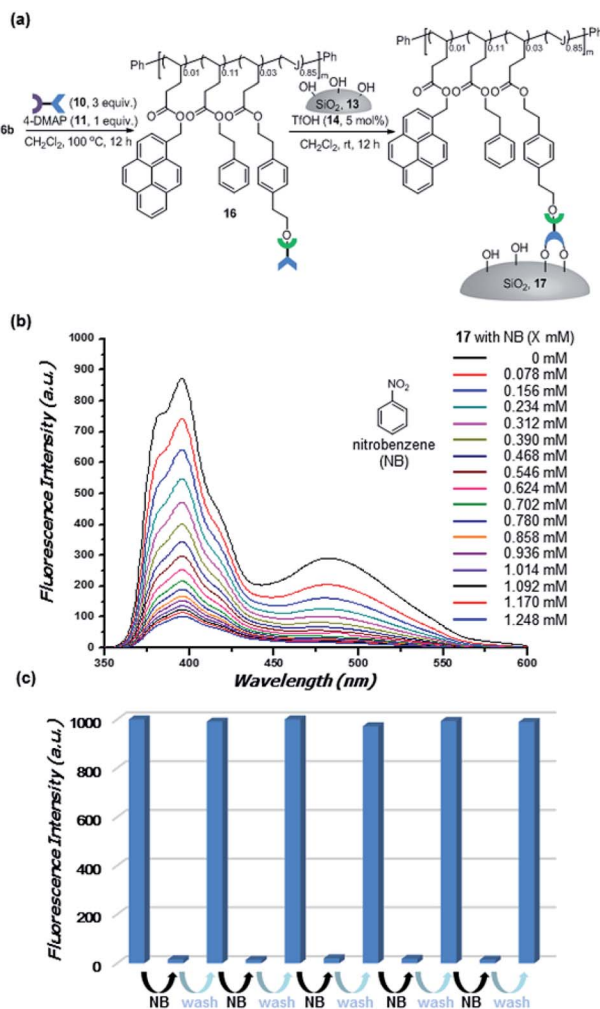 (a)
Ph
0.01
0.11
0.03
0.85
m
Ph
6b
(10, 3 equiv.)
4-DMAP (11, 1 equiv.)
CH2Cl2, 100 °C, 12 h
OH
HO
OH
SiO2, 13
TfOH (14, 5 mol%)
CH2Cl2, rt, 12 h
O
O
O
O
O
O
16
O
Ph
0.01
0.11
0.03
0.85
m
Ph
O
O
O
O
O
O
O
OH
OH
O
O
SiO2, 17
(b)
Fluorescence Intensity (a.u.)
1000
900
800
700
600
500
400
300
200
100
0
350
400
450
500
550
600
Wavelength (nm)
NO2
nitrobenzene
(NB)
17 with NB (X mM)
0 mM
0.078 mM
0.156 mM
0.234 mM
0.312 mM
0.390 mM
0.468 mM
0.546 mM
0.624 mM
0.702 mM
0.780 mM
0.858 mM
0.936 mM
1.014 mM
1.092 mM
1.170 mM
1.248 mM
(c)
Fluorescence Intensity (a.u.)
1000
800
600
400
200
0
NB wash NB wash NB wash NB wash NB wash